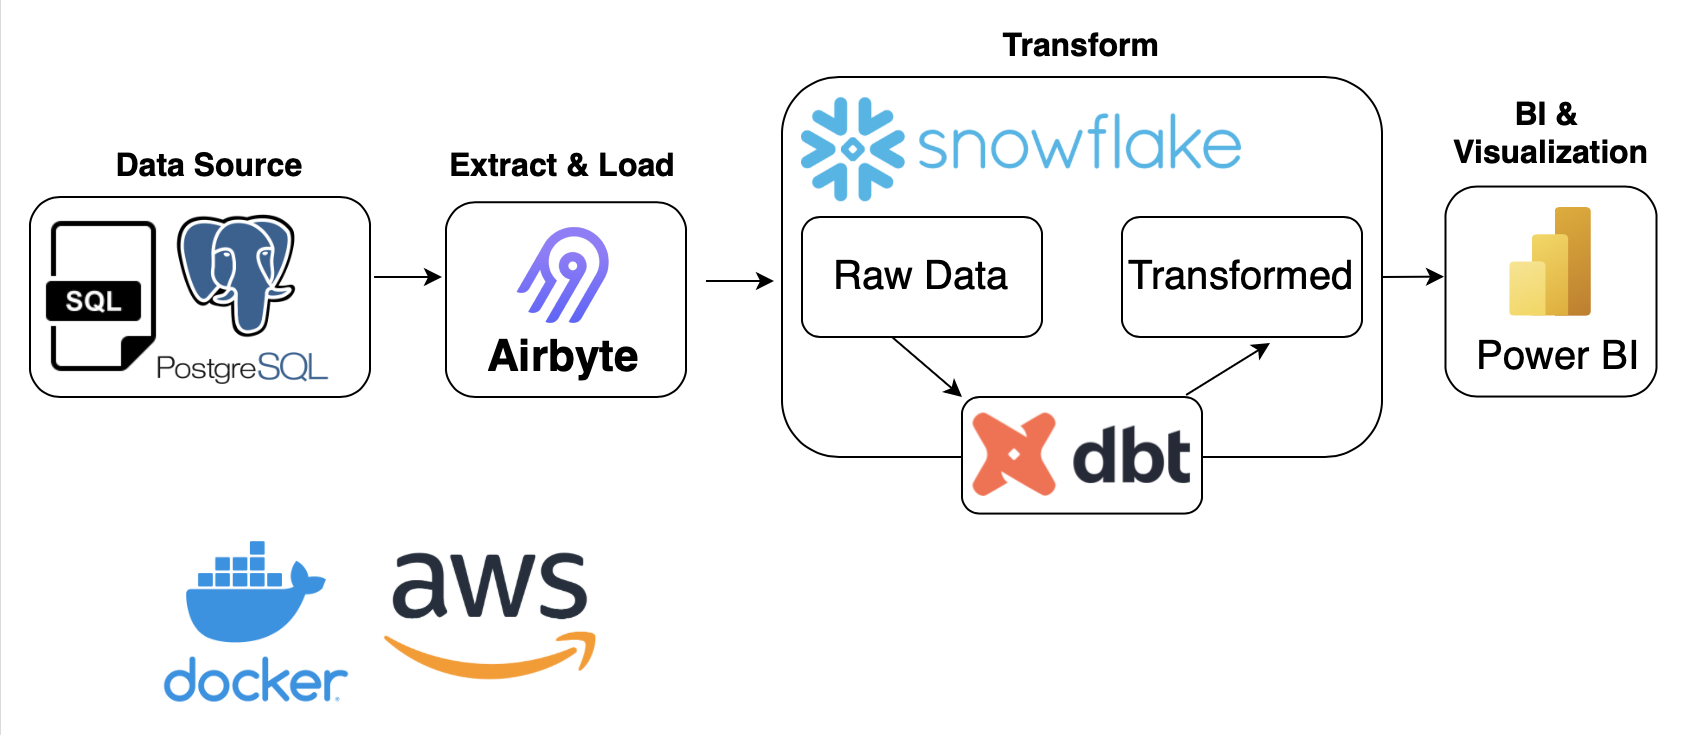 Transform
BI &
Visualization
Data Source
Extract & Load
snowflake
SQL
PostgreSQL
Airbyte
Raw Data
Transformed
Power BI
dbt
docker
aws